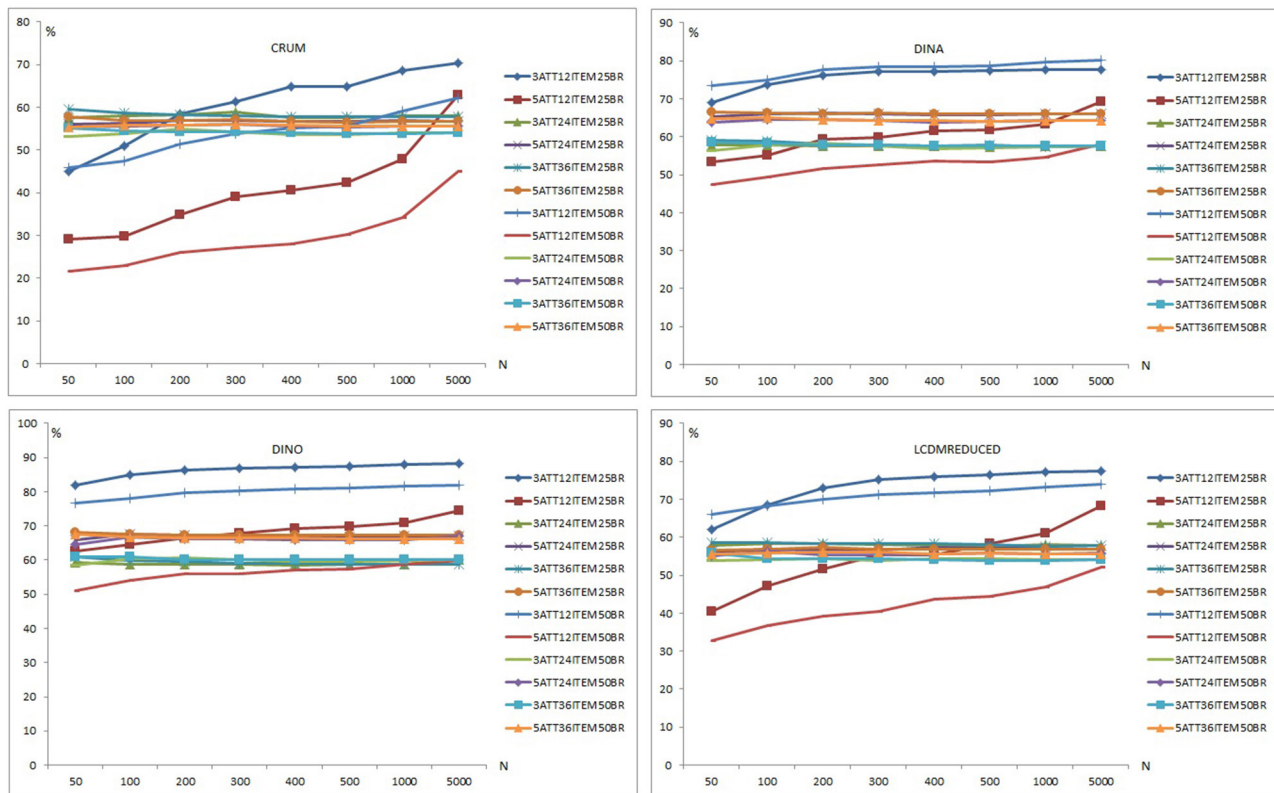 80
%
CRUM
70
60
50
40
30
20
10
0
50 100 200 300 400 500 1000 5000
N
3ATT12ITEM25BR
5ATT12ITEM25BR
3ATT24ITEM25BR
5ATT24ITEM25BR
3ATT36ITEM25BR
5ATT36ITEM25BR
3ATT12ITEM50BR
5ATT12ITEM50BR
3ATT24ITEM50BR
5ATT24ITEM50BR
3ATT36ITEM50BR
5ATT36ITEM50BR
90
%
DINA
80
70
60
50
40
30
20
10
0
50 100 200 300 400 500 1000 5000
N
3ATT12ITEM25BR
5ATT12ITEM25BR
3ATT24ITEM25BR
5ATT24ITEM25BR
3ATT36ITEM25BR
5ATT36ITEM25BR
3ATT12ITEM50BR
5ATT12ITEM50BR
3ATT24ITEM50BR
5ATT24ITEM50BR
3ATT36ITEM50BR
5ATT36ITEM50BR
100
%
DINO
90
80
70
60
50
40
30
20
10
0
50 100 200 300 400 500 1000 5000
N
3ATT12ITEM25BR
5ATT12ITEM25BR
3ATT24ITEM25BR
5ATT24ITEM25BR
3ATT36ITEM25BR
5ATT36ITEM25BR
3ATT12ITEM50BR
5ATT12ITEM50BR
3ATT24ITEM50BR
5ATT24ITEM50BR
3ATT36ITEM50BR
5ATT36ITEM50BR
90
%
LCDMREDUCED
80
70
60
50
40
30
20
10
0
50 100 200 300 400 500 1000 5000
N
3ATT12ITEM25BR
5ATT12ITEM25BR
3ATT24ITEM25BR
5ATT24ITEM25BR
3ATT36ITEM25BR
5ATT36ITEM25BR
3ATT12ITEM50BR
5ATT12ITEM50BR
3ATT24ITEM50BR
5ATT24ITEM50BR
3ATT36ITEM50BR
5ATT36ITEM50BR